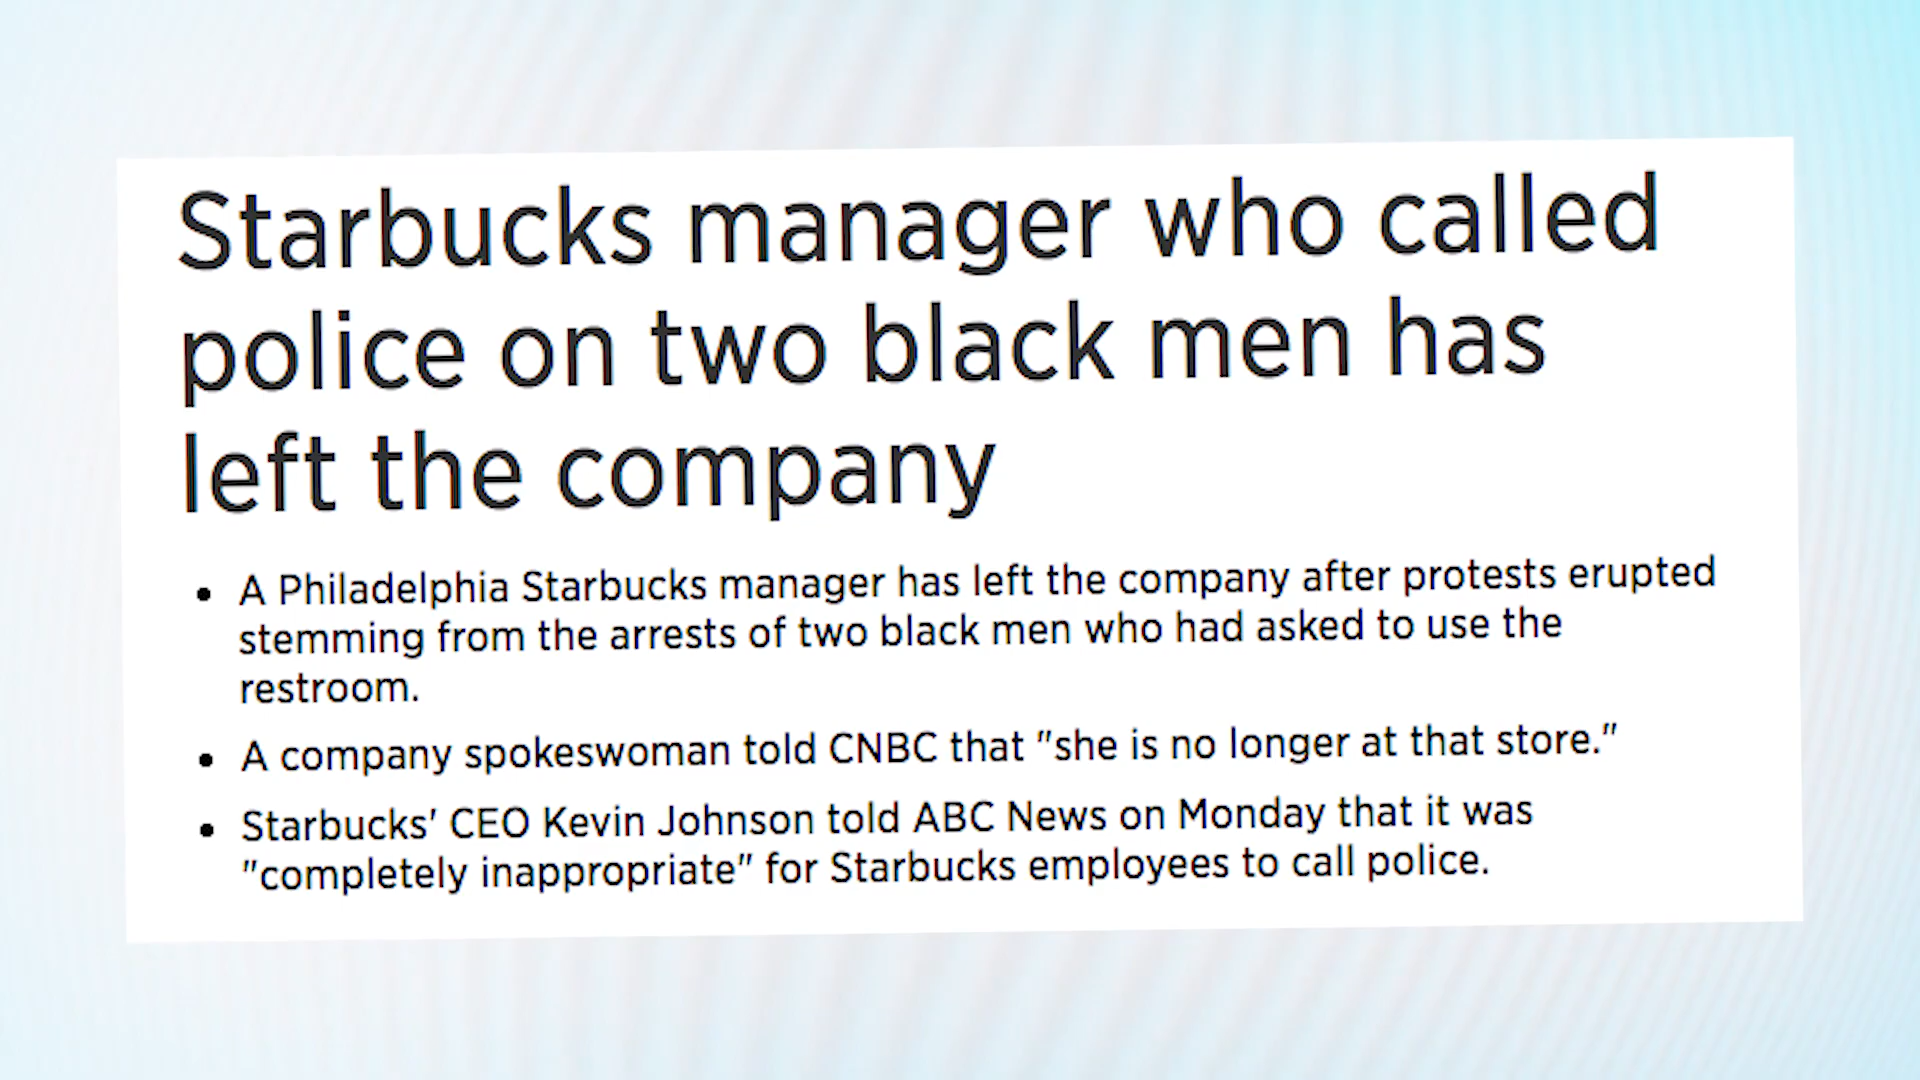 Starbucks manager who called
police on two black men has
left the company
• A Philadelphia Starbucks manager has left the company after protests erupted
stemming from the arrests of two black men who had asked to use the
restroom.
• A company spokeswoman told CNBC that "she is no longer at that store."
• Starbucks' CEO Kevin Johnson told ABC News on Monday that it was
"completely inappropriate" for Starbucks employees to call police.